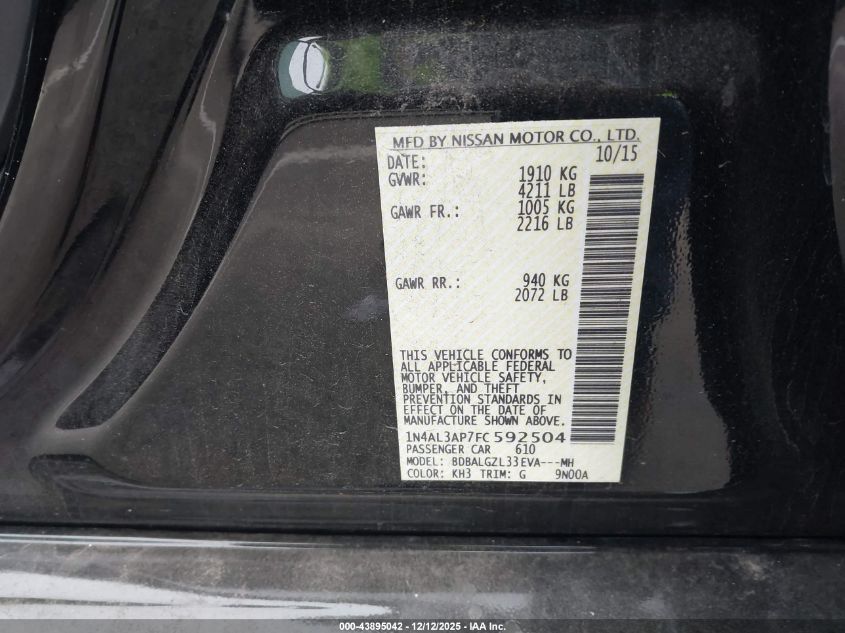 MFD BY NISSAN MOTOR CO., LTD.
DATE: 10/15
GVWR: 1910 KG
4211 LB
GAWR FR.: 1005 KG
2216 LB
GAWR RR.: 940 KG
2072 LB
THIS VEHICLE CONFORMS TO
ALL APPLICABLE FEDERAL
MOTOR VEHICLE SAFETY,
BUMPER, AND THEFT
PREVENTION STANDARDS IN
EFFECT ON THE DATE OF
MANUFACTURE SHOWN ABOVE.
1N4AL3AP7FC592504
PASSENGER CAR 610
MODEL: BDBALGZL33EVA---MH
COLOR: KH3 TRIM: G 9N00A
000-43895042 - 12/12/2025 - IAA Inc.